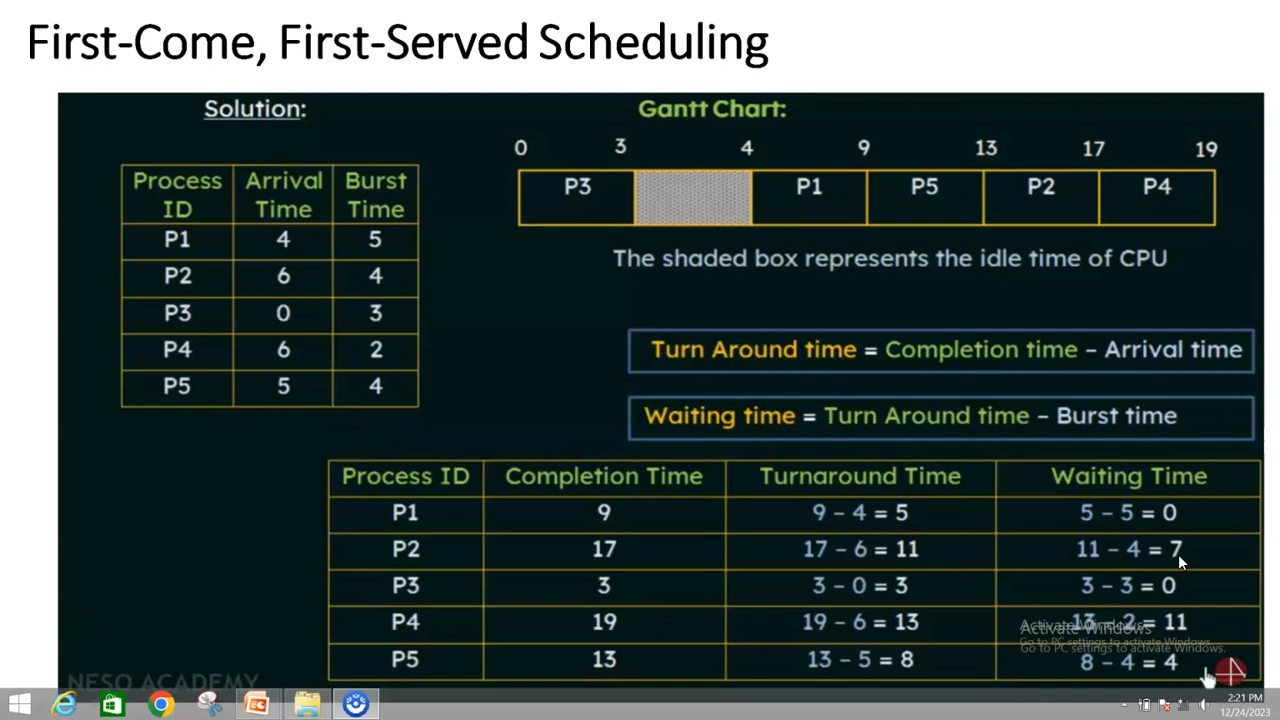 First-Come, First-Served Scheduling
Solution:
Process ID Arrival Time Burst Time
P1 4 5
P2 6 4
P3 0 3
P4 6 2
P5 5 4
Gantt Chart:
0 3 4 9 13 17 19
P3 P1 P5 P2 P4
The shaded box represents the idle time of CPU
Turn Around time = Completion time – Arrival time
Waiting time = Turn Around time – Burst time
Process ID Completion Time Turnaround Time Waiting Time
P1 9 9 – 4 = 5 5 – 5 = 0
P2 17 17 – 6 = 11 11 – 4 = 7
P3 3 3 – 0 = 3 3 – 3 = 0
P4 19 19 – 6 = 13 13 – 2 = 11
P5 13 13 – 5 = 8 8 – 4 = 4
Activate Windows
Go to PC settings to activate Windows.
NESO ACADEMY
2:21 PM
12/24/2023